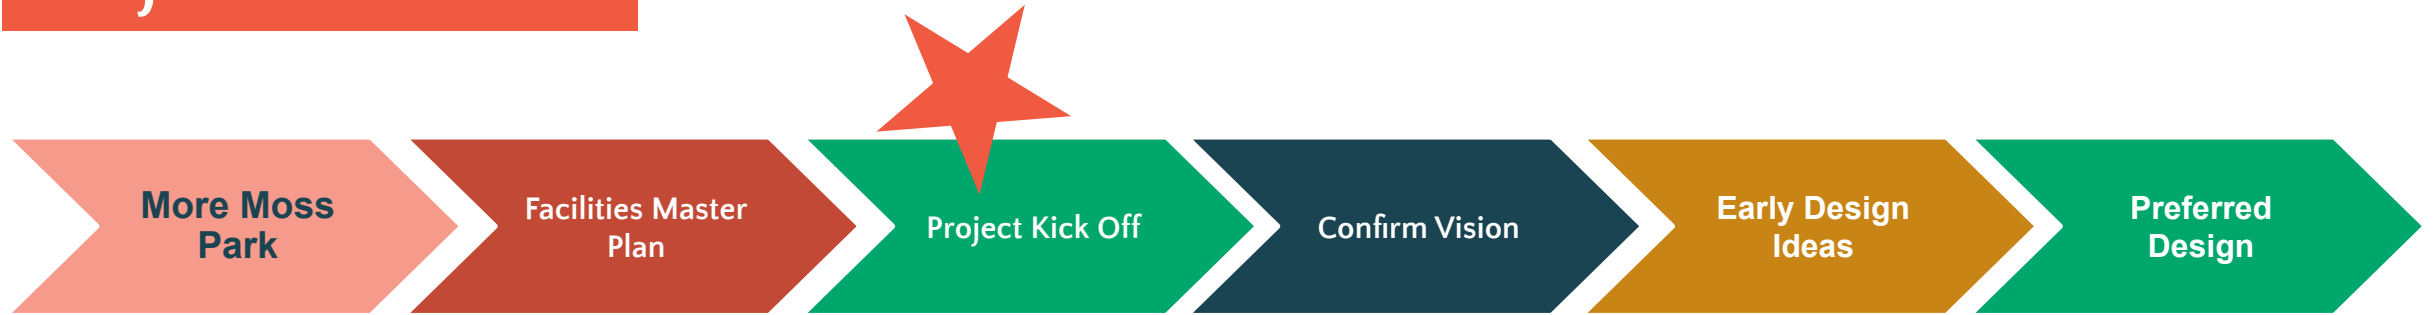 More Moss
Park
Facilities Master
Plan
Project Kick Off
Confirm Vision
Early Design
Ideas
Preferred
Design